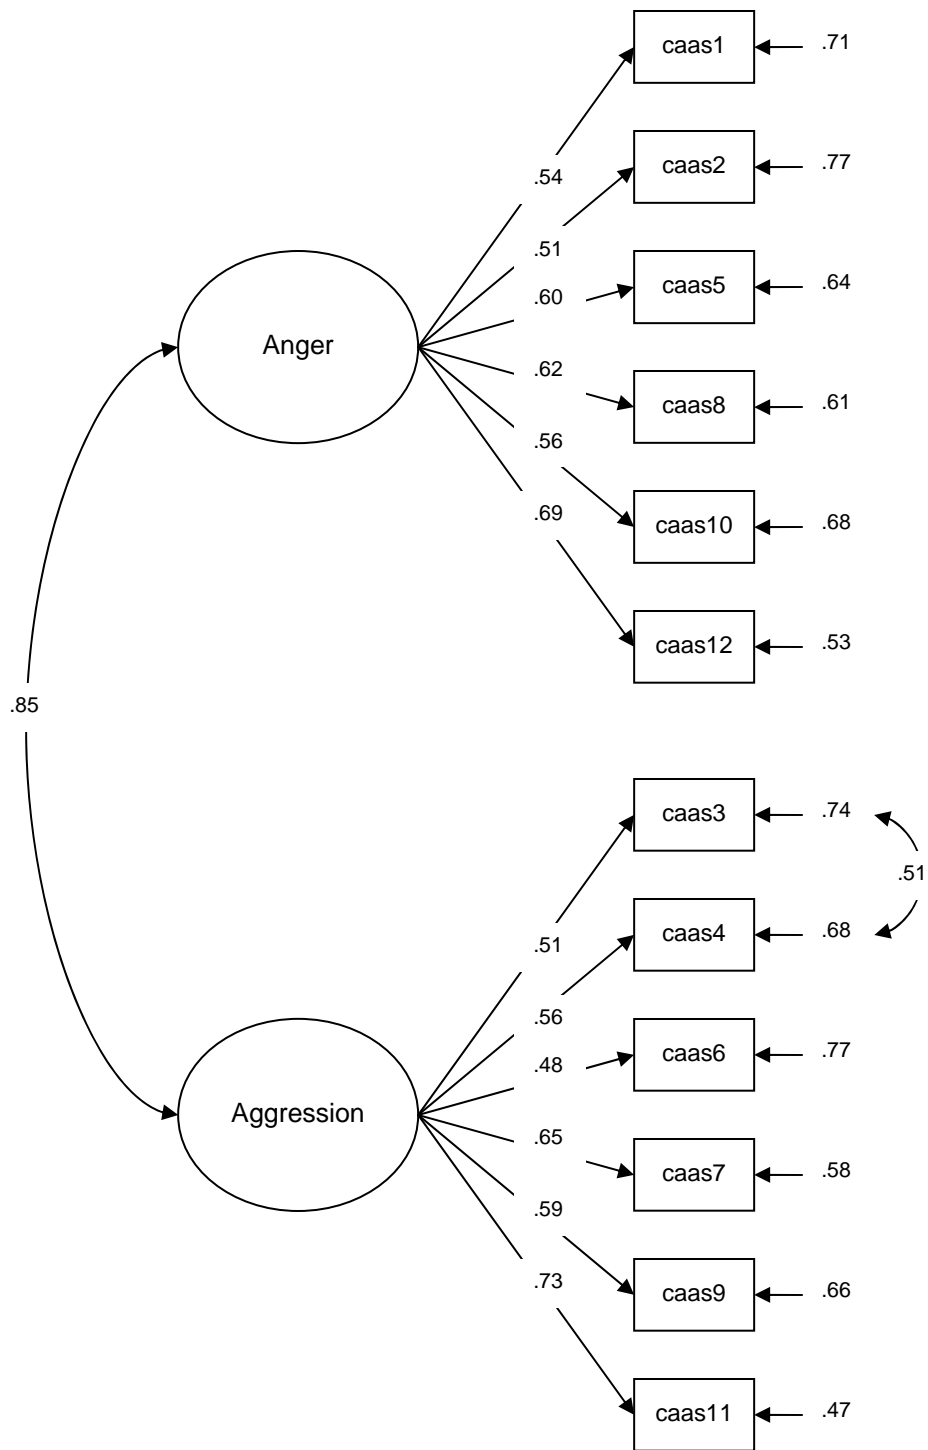 caas1 .71
caas2 .77
.54
.51
caas5 .64
.60
Anger
.62
caas8 .61
.56
.69
caas10 .68
caas12 .53
.85
caas3 .74
.51
caas4 .68
.51
.56
caas6 .77
.48
Aggression
.65
caas7 .58
.59
.73
caas9 .66
caas11 .47